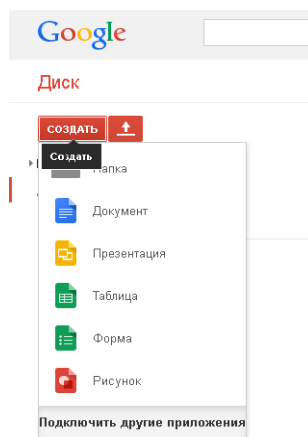 Google
Диск
СОЗДАТЬ
Создать
Папка
Документ
Презентация
Таблица
Форма
Рисунок
Подключить другие приложения